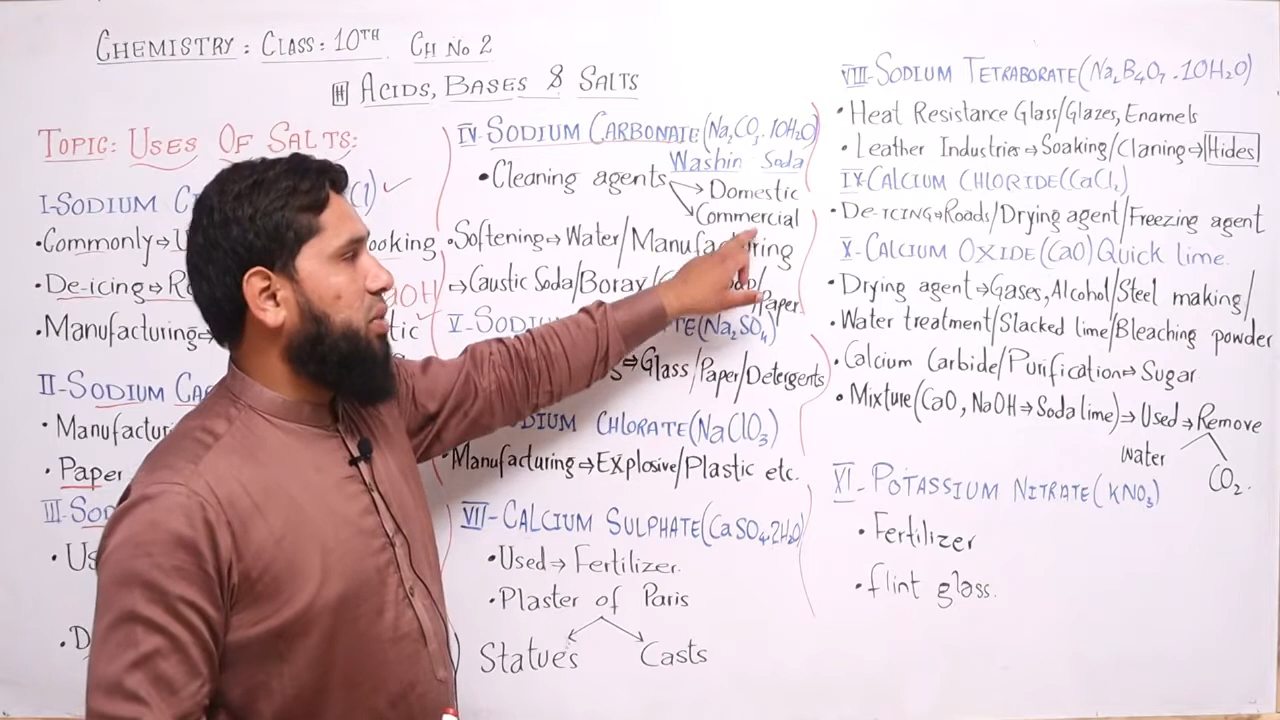 CHEMISTRY: CLASS: 10TH CH NO 2
ACIDS, BASES & SALTS
TOPIC: USES OF SALTS:
I-SODIUM
•Commonly→ ooking
•De-icing→
•Manufacturing→
II-SODIUM
•Manufactur
•Paper
III-
IV-SODIUM CARBONATE(Na2CO3.10H2O)
Washin Soda
•Cleaning agents
Domestic
Commercial
•Softening→Water/Manufacturing
→Caustic Soda/Borax/
Paper
V-SOD TE(Na2SO4)
→Glass/Paper/Detergents
DIUM CHLORATE(NaClO3)
•Manufacturing→Explosive/Plastic etc.
VII-CALCIUM SULPHATE(CaSO4.2H2O)
•Used→Fertilizer.
•Plaster of Paris
Statues Casts
VIII-SODIUM TETRABORATE(Na2B4O7.10H2O)
•Heat Resistance Glass/Glazes, Enamels
•Leather Industries→Soaking/Claning→Hides
IX-CALCIUM CHLORIDE(CaCl2)
•De-ICING→Roads/Drying agent/Freezing agent
X-CALCIUM OXIDE(CaO)Quick lime.
•Drying agent→Gases, Alcohol/Steel making/
•Water treatment/Slacked lime/Bleaching powder
•Calcium Carbide/Purification→Sugar
•Mixture(CaO, NaOH→Soda lime)→Used→Remove
water CO2.
XI-POTASSIUM NITRATE(KNO3)
•Fertilizer
•flint glass.